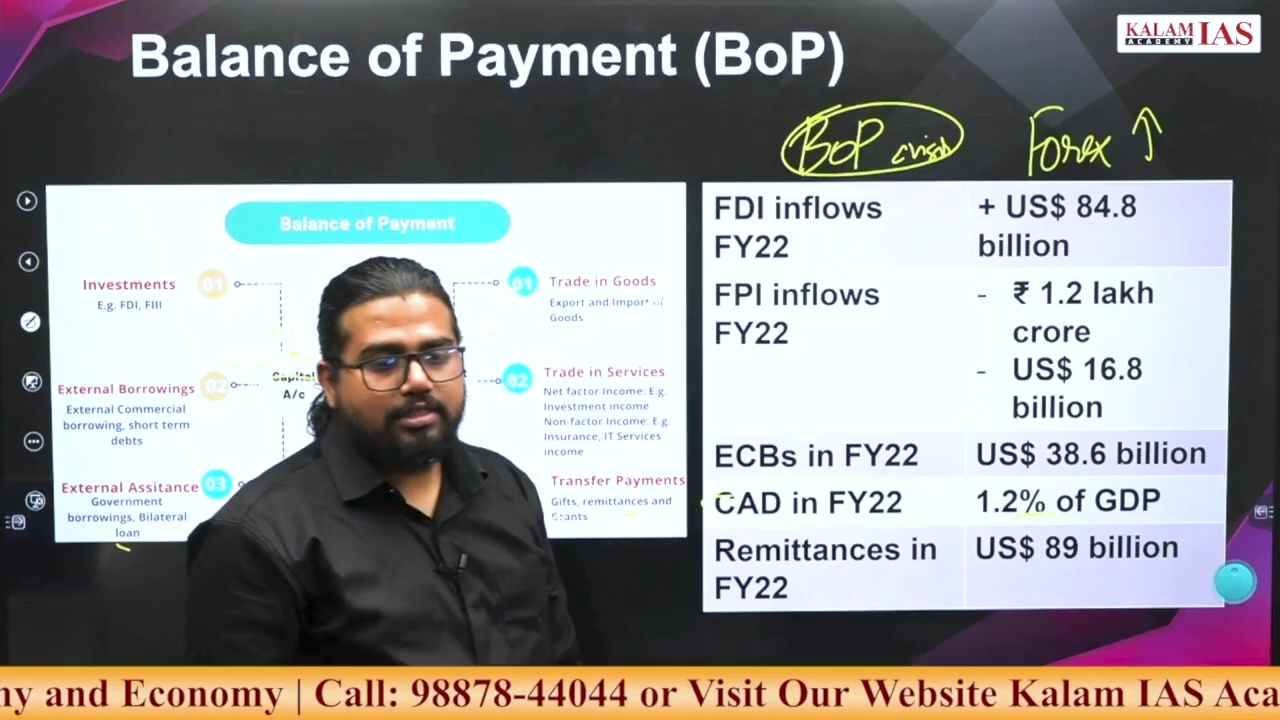 Balance of Payment (BoP)
KALAM
ACADEMY
IAS
BoP crisis
Forex ↑
Balance of Payment
Investments
01
E.g. FDI, FIII
External Borrowings
02
External Commercial
borrowing, short term
debts
External Assitance
03
Government
borrowings, Bilateral
loan
Capital
A/c
01
Trade in Goods
Export and Import of
Goods
02
Trade in Services
Net factor Income: E.g.
Investment income
Non-factor Income: E.g.
Insurance, IT Services
income
Transfer Payments
Gifts, remittances and
Grants
FDI inflows
FY22
+ US$ 84.8
billion
FPI inflows
FY22
- ₹ 1.2 lakh
crore
- US$ 16.8
billion
ECBs in FY22
US$ 38.6 billion
CAD in FY22
1.2% of GDP
Remittances in
FY22
US$ 89 billion
my and Economy | Call: 98878-44044 or Visit Our Website Kalam IAS Aca